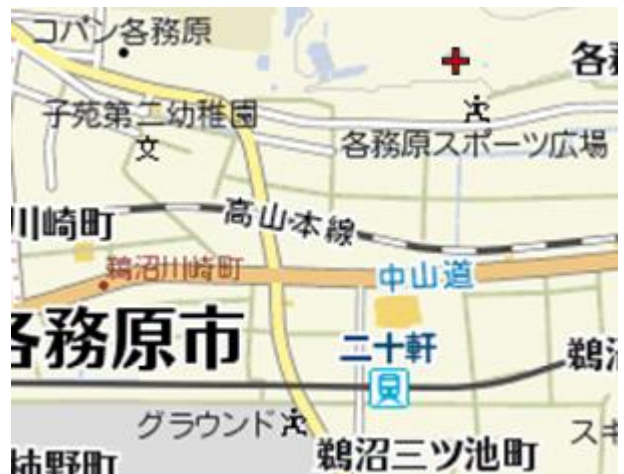 コパン各務原
各務
子苑第二幼稚園
文
各務原スポーツ広場
川崎町
高山本線
鵜沼川崎町
中山道
各務原市
二十軒
鵜沼
グラウンド
スキ
鵜沼三ツ池町
柿野町